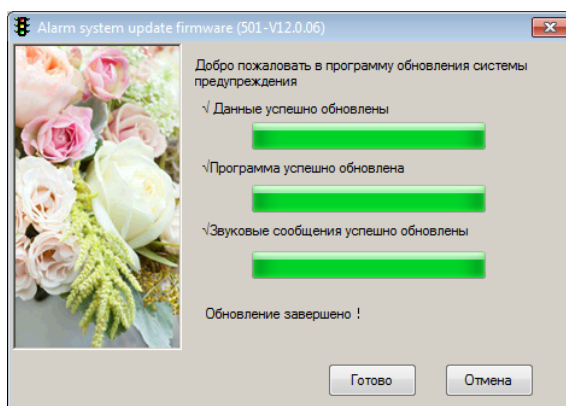 Alarm system update firmware (501-V12.0.06)
Добро пожаловать в программу обновления системы
предупреждения
√ Данные успешно обновлены
√Программа успешно обновлена
√Звуковые сообщения успешно обновлены
Обновление завершено !
Готово
Отмена